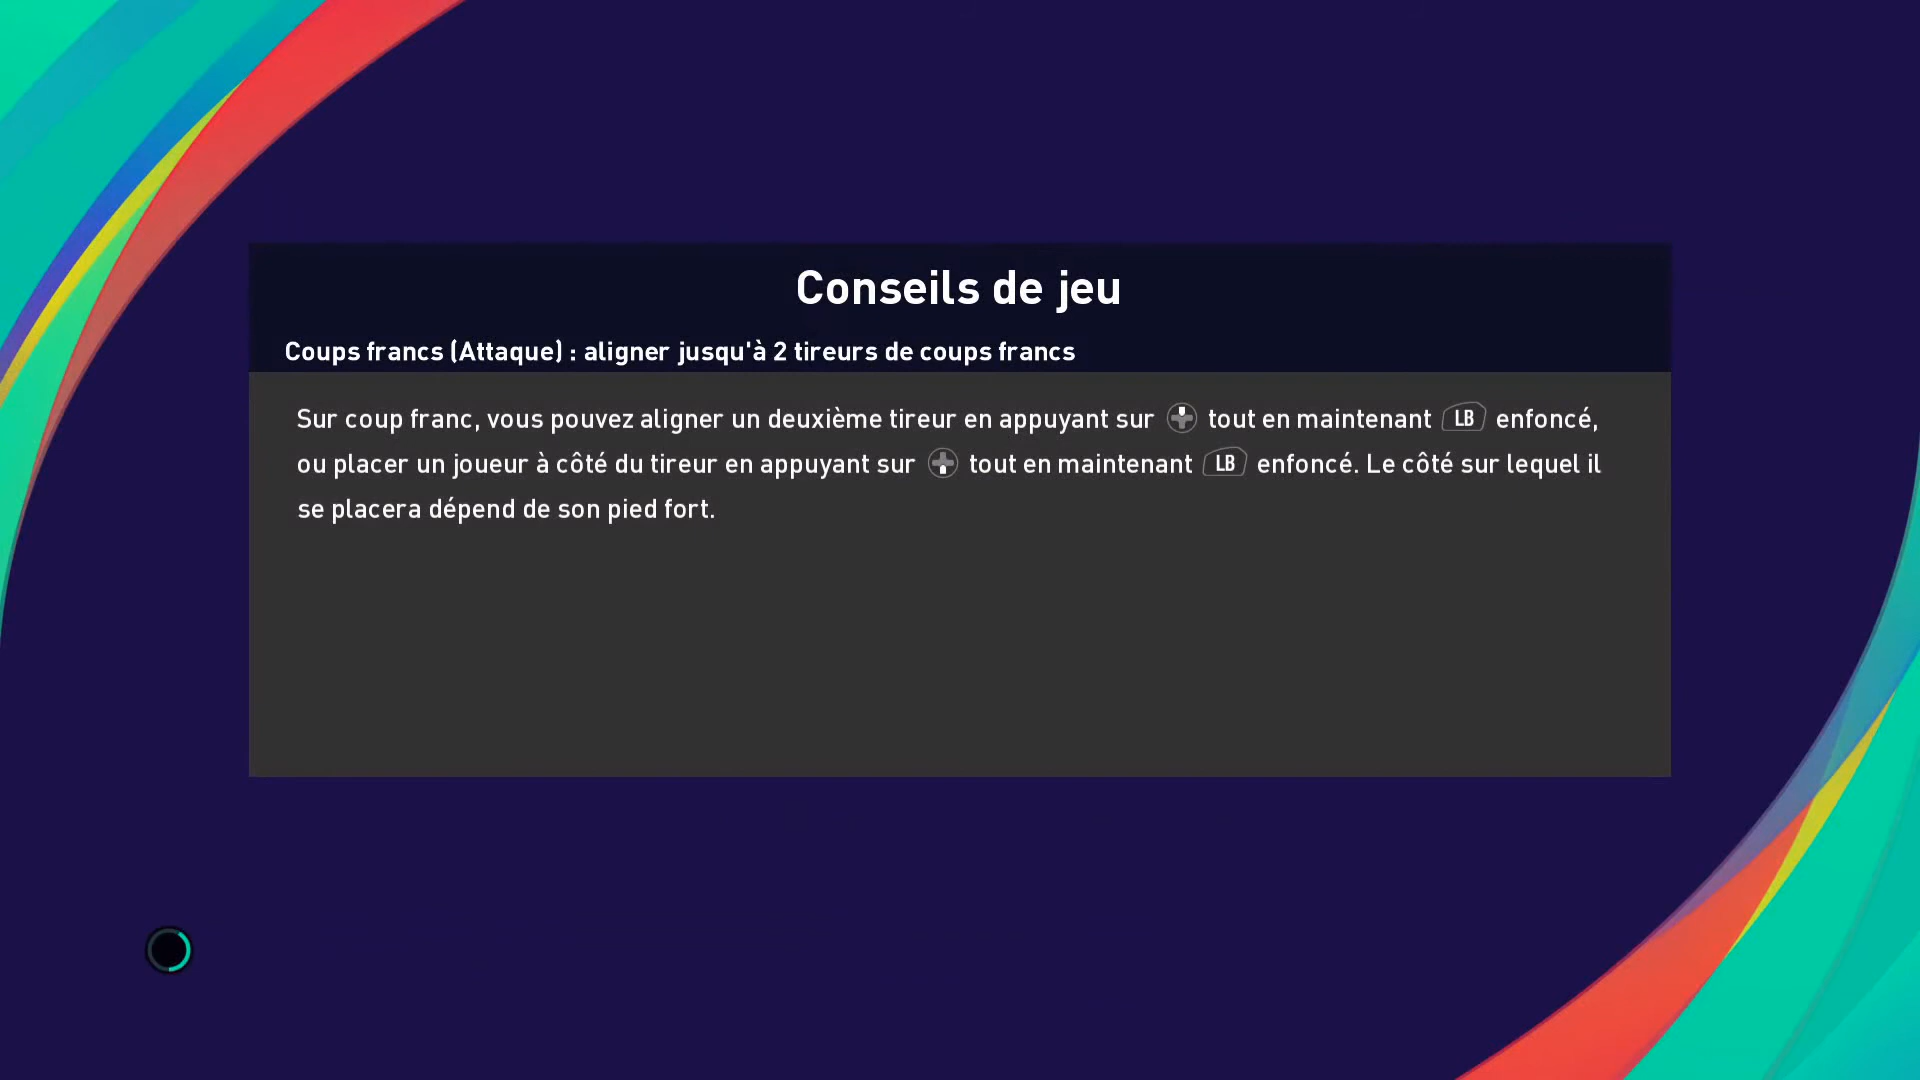 Conseils de jeu
Coups francs (Attaque) : aligner jusqu'à 2 tireurs de coups francs
Sur coup franc, vous pouvez aligner un deuxième tireur en appuyant sur tout en maintenant LB enfoncé,
ou placer un joueur à côté du tireur en appuyant sur tout en maintenant LB enfoncé. Le côté sur lequel il
se placera dépend de son pied fort.